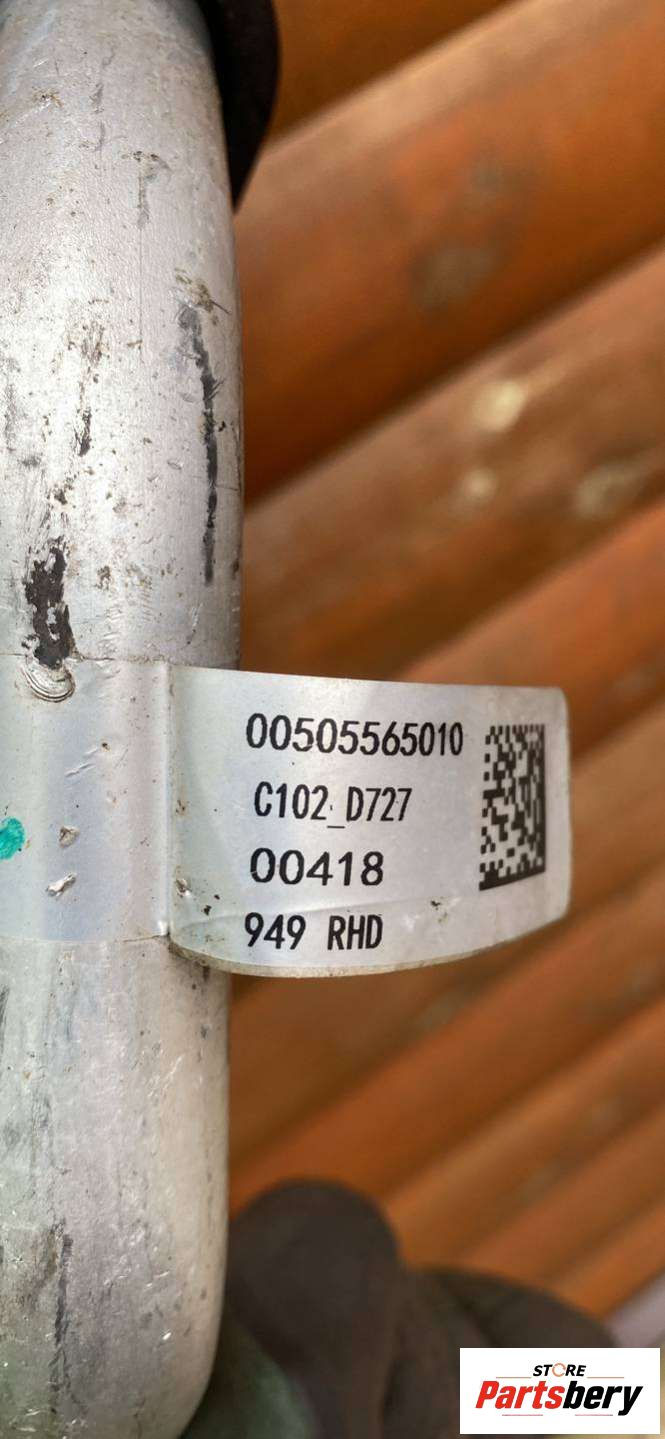 00505565010
C102_D727
00418
949 RHD
STORE
Partsbery